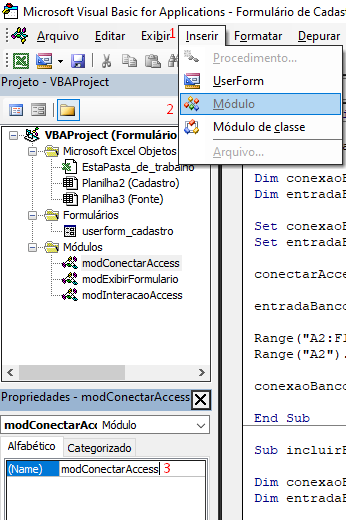 Microsoft Visual Basic for Applications - Formulário de Cadast
Arquivo Editar Exibir 1 Inserir Formatar Depurar
Procedimento...
UserForm
2 Módulo
Módulo de classe
Arquivo...
Projeto - VBAProject
VBAProject (Formulário
Microsoft Excel Objetos
EstaPasta_de_trabalho
Planilha2 (Cadastro)
Planilha3 (Fonte)
Formulários
userform_cadastro
Módulos
modConectarAccess
modExibirFormulario
modInteracaoAccess
Propriedades - modConectarAccess
modConectarAcc Módulo
Alfabético Categorizado
(Name) modConectarAccess 3
Dim conexaoB
Dim entradaB
Set conexaoB
Set entradaB
conectarAcce
entradaBanco
Range("A2:F1
Range("A2").
conexaoBanco
End Sub
Sub incluirB
Dim conexaoB
Dim entradaB